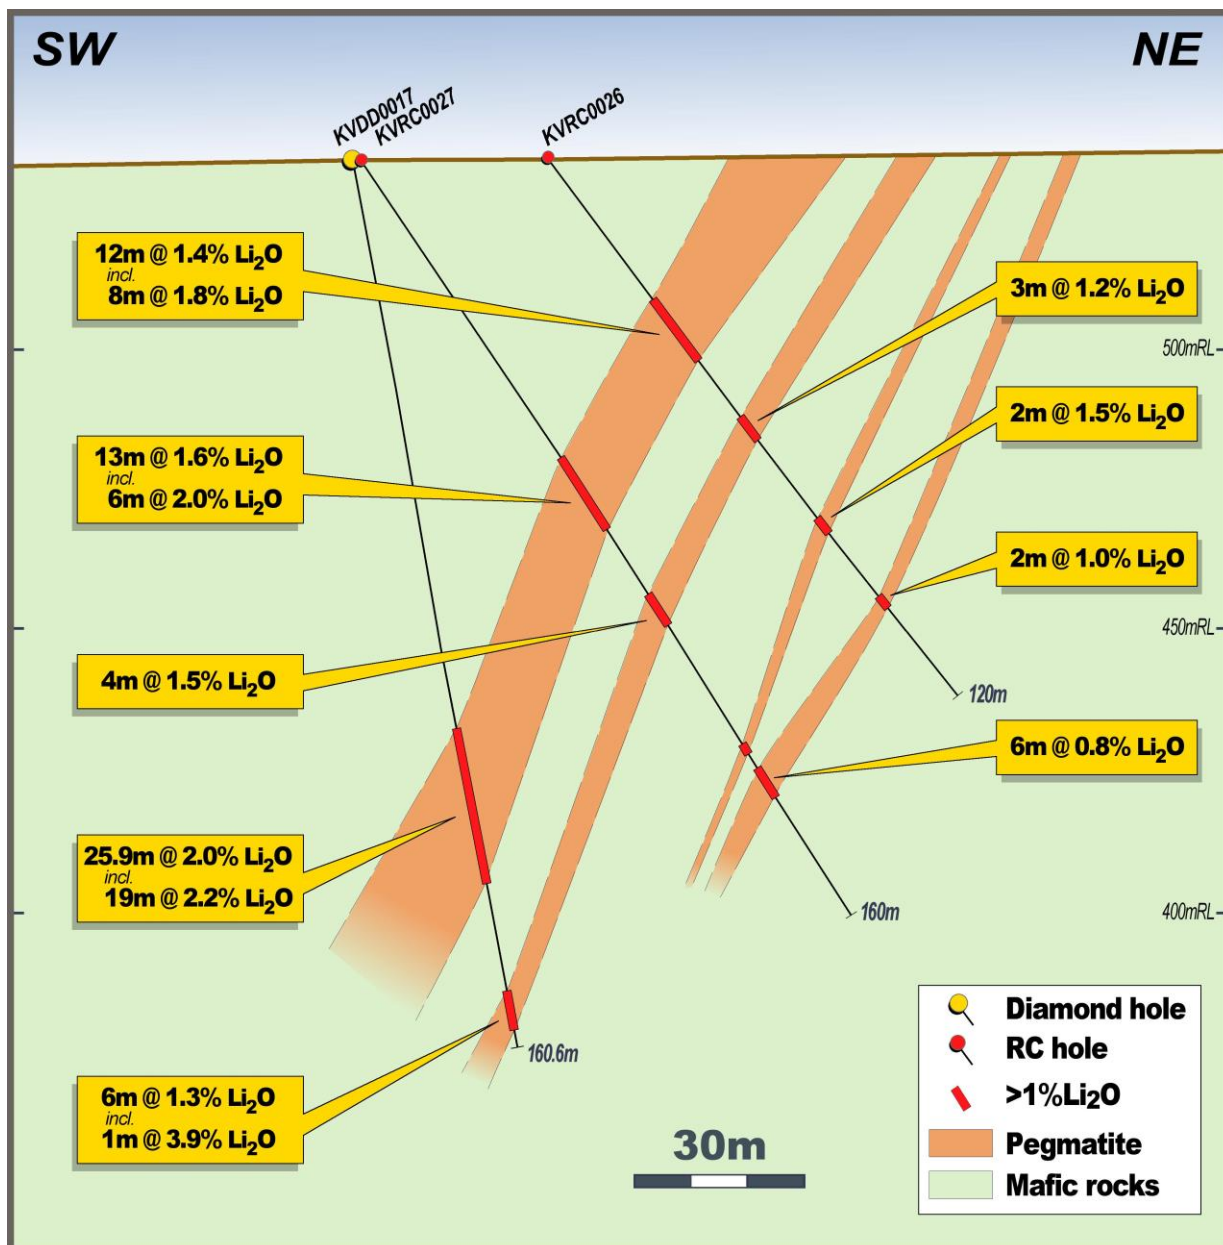 SW
NE
KVDD0017
KVRC0027
KVRC0026
12m @ 1.4% Li₂O
incl.
8m @ 1.8% Li₂O
3m @ 1.2% Li₂O
500mRL
2m @ 1.5% Li₂O
13m @ 1.6% Li₂O
incl.
6m @ 2.0% Li₂O
2m @ 1.0% Li₂O
450mRL
4m @ 1.5% Li₂O
120m
6m @ 0.8% Li₂O
25.9m @ 2.0% Li₂O
incl.
19m @ 2.2% Li₂O
160m
400mRL
160.6m
6m @ 1.3% Li₂O
incl.
1m @ 3.9% Li₂O
30m
Diamond hole
RC hole
>1%Li₂O
Pegmatite
Mafic rocks